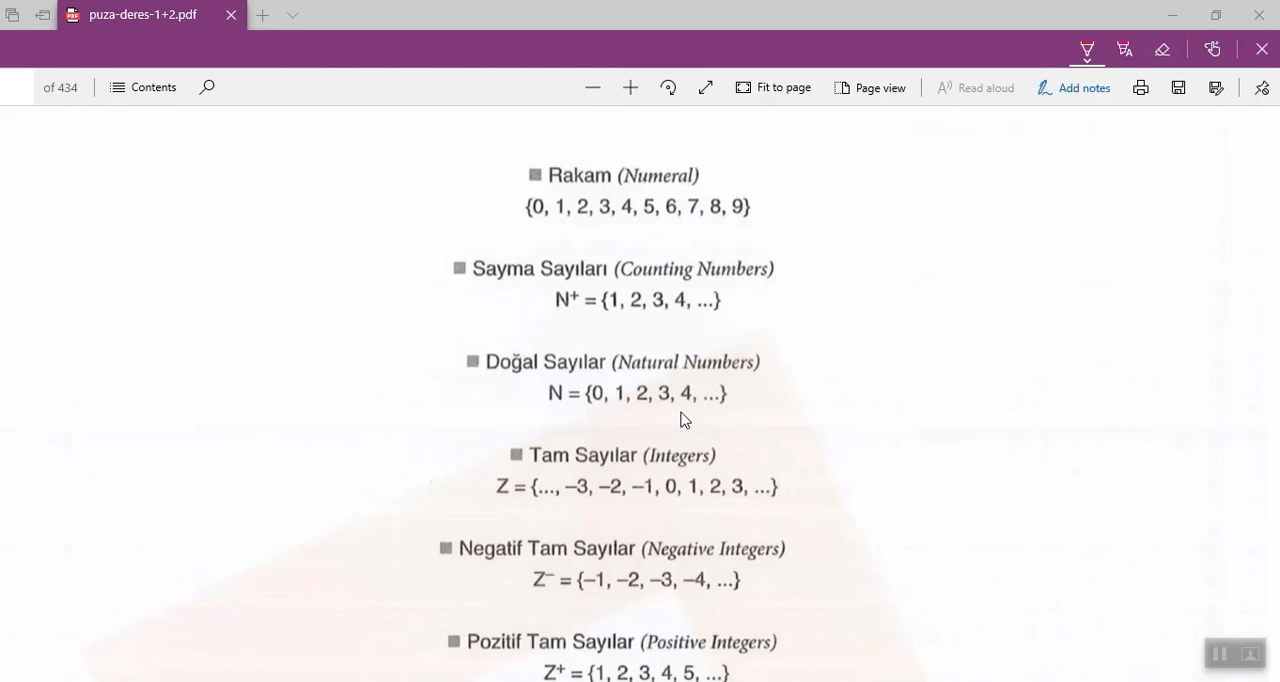 puza-deres-1+2.pdf
of 434
Contents
Fit to page
Page view
Read aloud
Add notes
Rakam (Numeral)
{0, 1, 2, 3, 4, 5, 6, 7, 8, 9}
Sayma Sayıları (Counting Numbers)
N⁺ = {1, 2, 3, 4, ...}
Doğal Sayılar (Natural Numbers)
N = {0, 1, 2, 3, 4, ...}
Tam Sayılar (Integers)
Z = {..., –3, –2, –1, 0, 1, 2, 3, ...}
Negatif Tam Sayılar (Negative Integers)
Z⁻ = {–1, –2, –3, –4, ...}
Pozitif Tam Sayılar (Positive Integers)
Z⁺ = {1, 2, 3, 4, 5, ...}